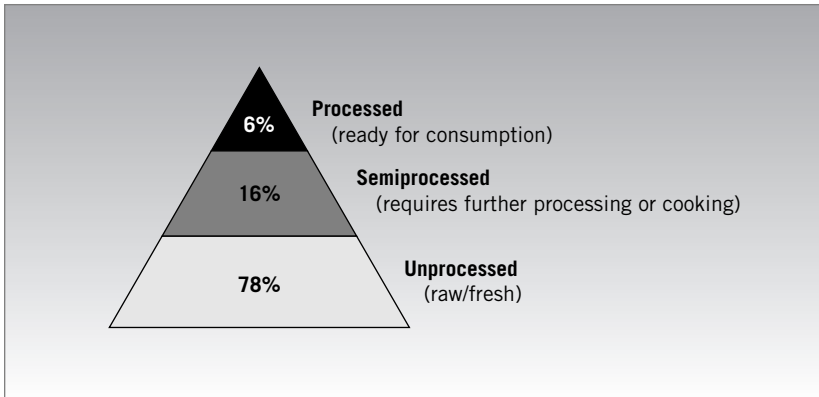 6%
Processed
(ready for consumption)
16%
Semiprocessed
(requires further processing or cooking)
78%
Unprocessed
(raw/fresh)